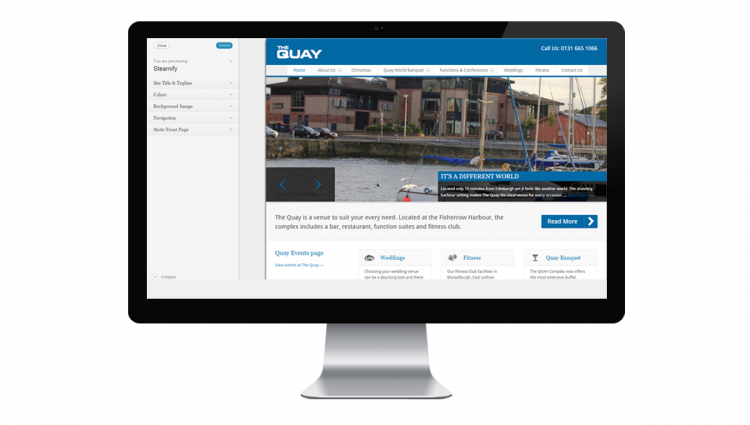 Close
Saved
You are previewing
Steamify
Site Title & Tagline
Colors
Background Image
Navigation
Static Front Page
Collapse
THE
QUAY
Call Us: 0131 665 1066
Home About Us Christmas Quay World Banquet Functions & Conferences Weddings Fitness Contact Us
IT'S A DIFFERENT WORLD
Located only 10 minutes from Edinburgh yet it feels like another world. The stunning
harbour setting makes The Quay the ideal venue for every occasion. ...
The Quay is a venue to suit your every need. Located at the Fisherrow Harbour, the
complex includes a bar, restaurant, function suites and fitness club.
Read More
Quay Events page
View events at The Quay —
Weddings
Choosing your wedding venue
can be a daunting task and there
Fitness
Our Fitness Club facilities in
Musselburgh, East Lothian
Quay Banquet
The QUAY Complex now offers
the most extensive buffet